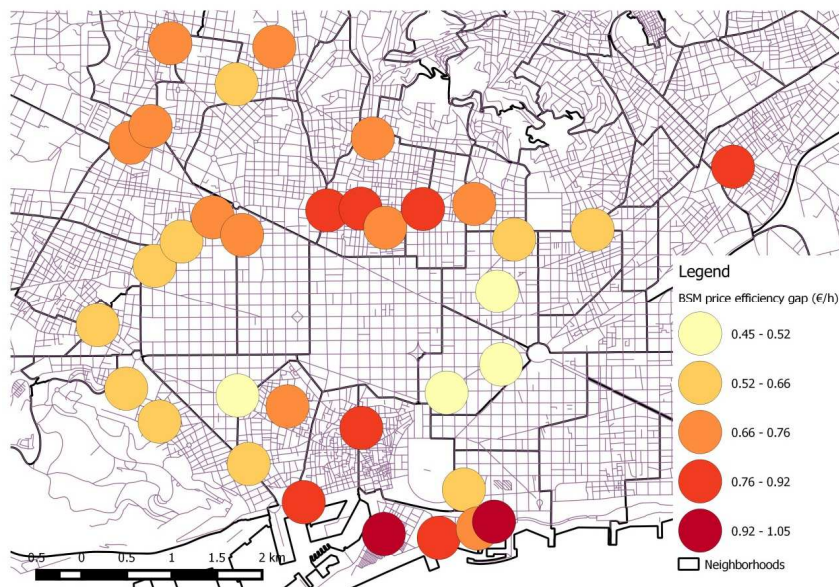 Legend
BSM price efficiency gap (€/h)
0.45 - 0.52
0.52 - 0.66
0.66 - 0.76
0.76 - 0.92
0.92 - 1.05
Neighborhoods
0.5 0 0.5 1 1.5 2 km